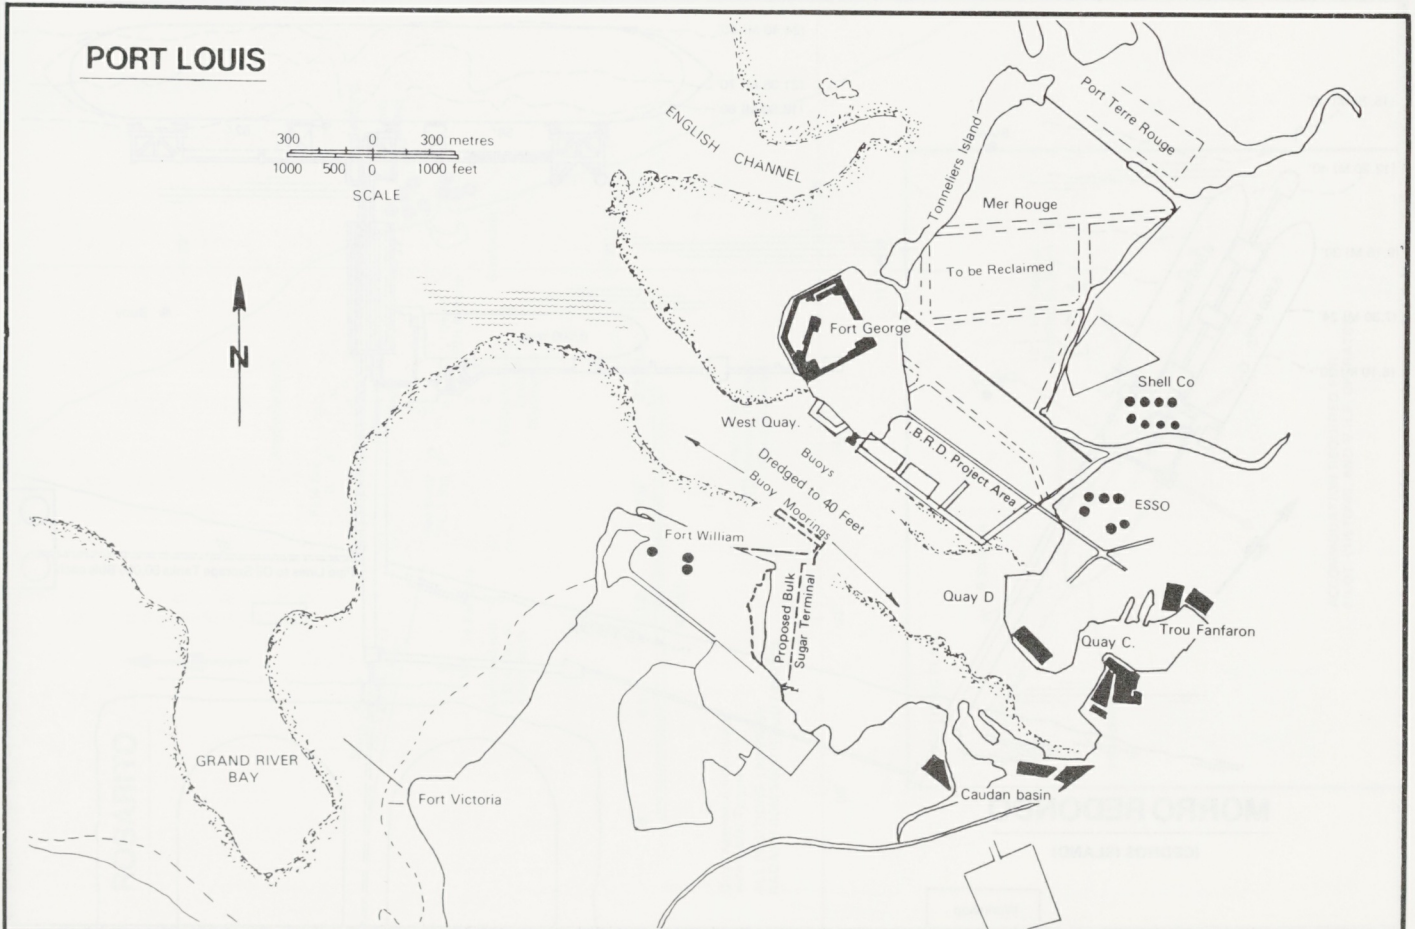 PORT LOUIS
300 0 300 metres
1000 500 0 1000 feet
SCALE
N
ENGLISH CHANNEL
Tonneliers Island
Port Terre Rouge
Mer Rouge
To be Reclaimed
Fort George
Shell Co
West Quay.
I.B.R.D. Project Area
Buoys
Dredged to 40 Feet
Buoy Moorings
ESSO
Fort William
Proposed Bulk
Sugar Terminal
Quay D
Quay C.
Trou Fanfaron
GRAND RIVER
BAY
Fort Victoria
Caudan basin